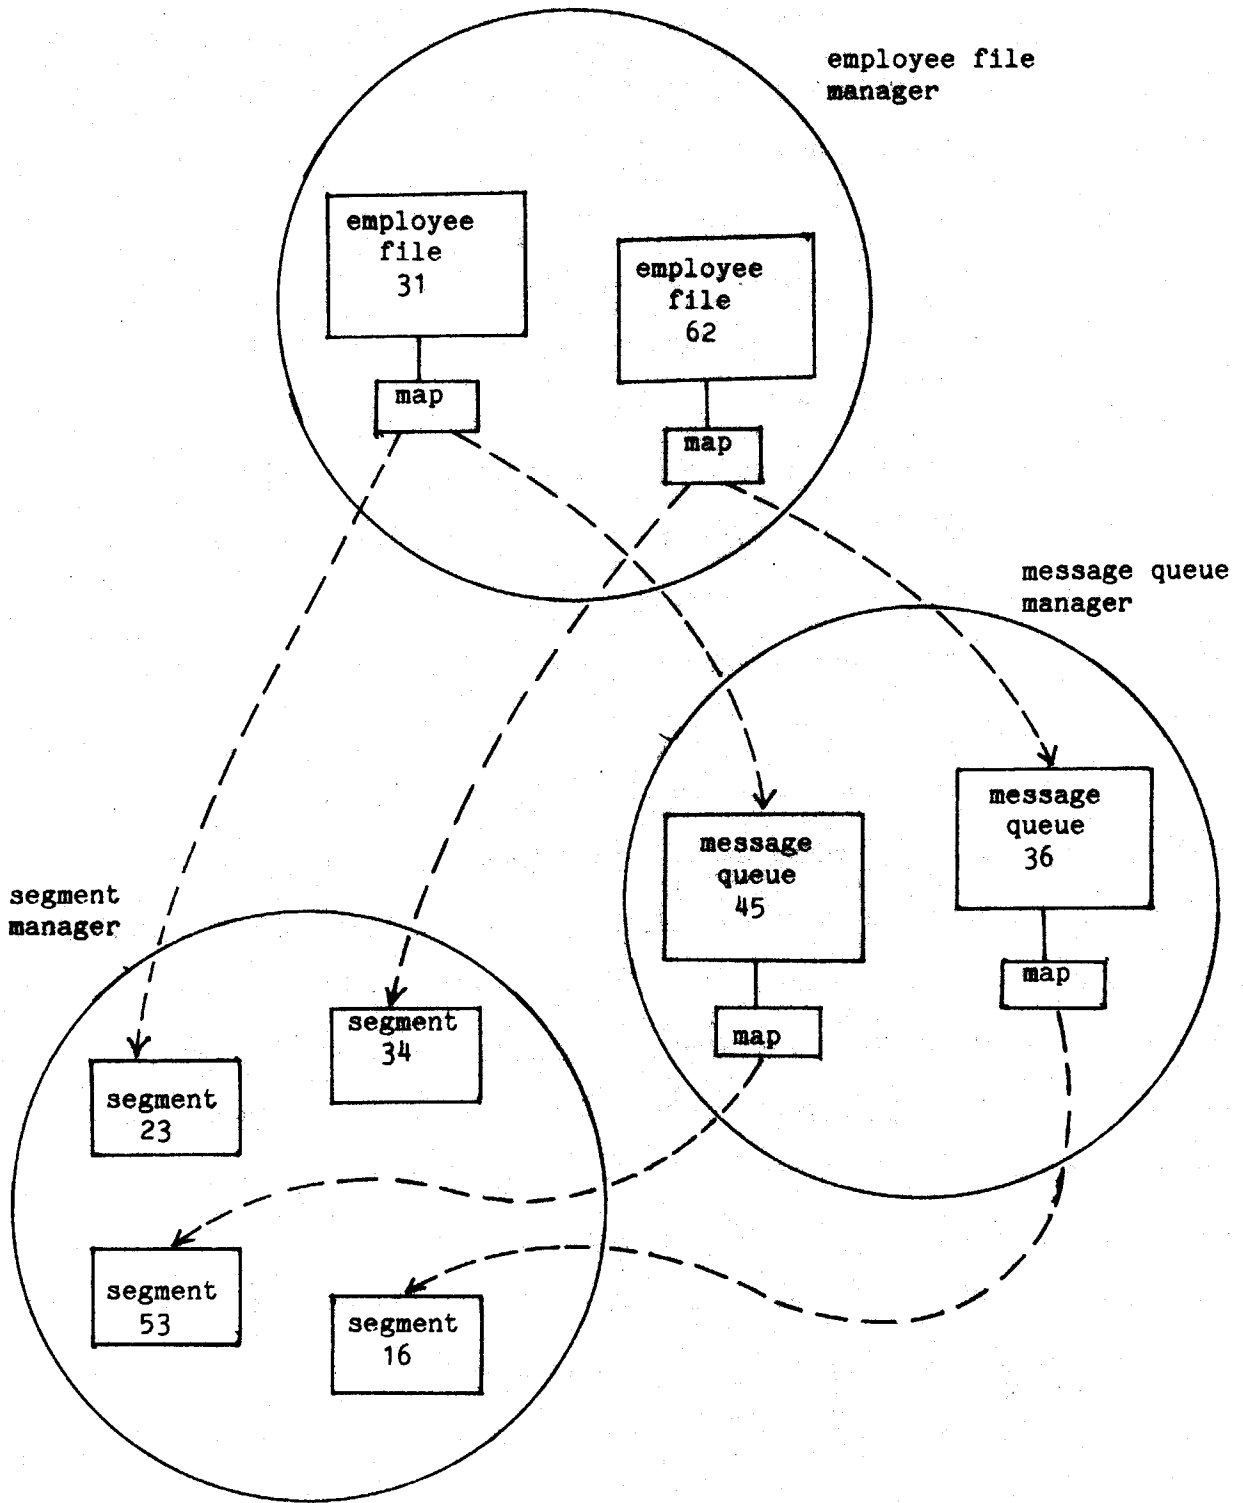 employee file
manager
employee
file
31
employee
file
62
map
map
message queue
manager
message
queue
36
message
queue
45
map
map
segment
manager
segment
34
segment
23
segment
53
segment
16